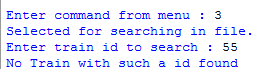 Enter command from menu : 3
Selected for searching in file.
Enter train id to search : 55
No Train with such a id found